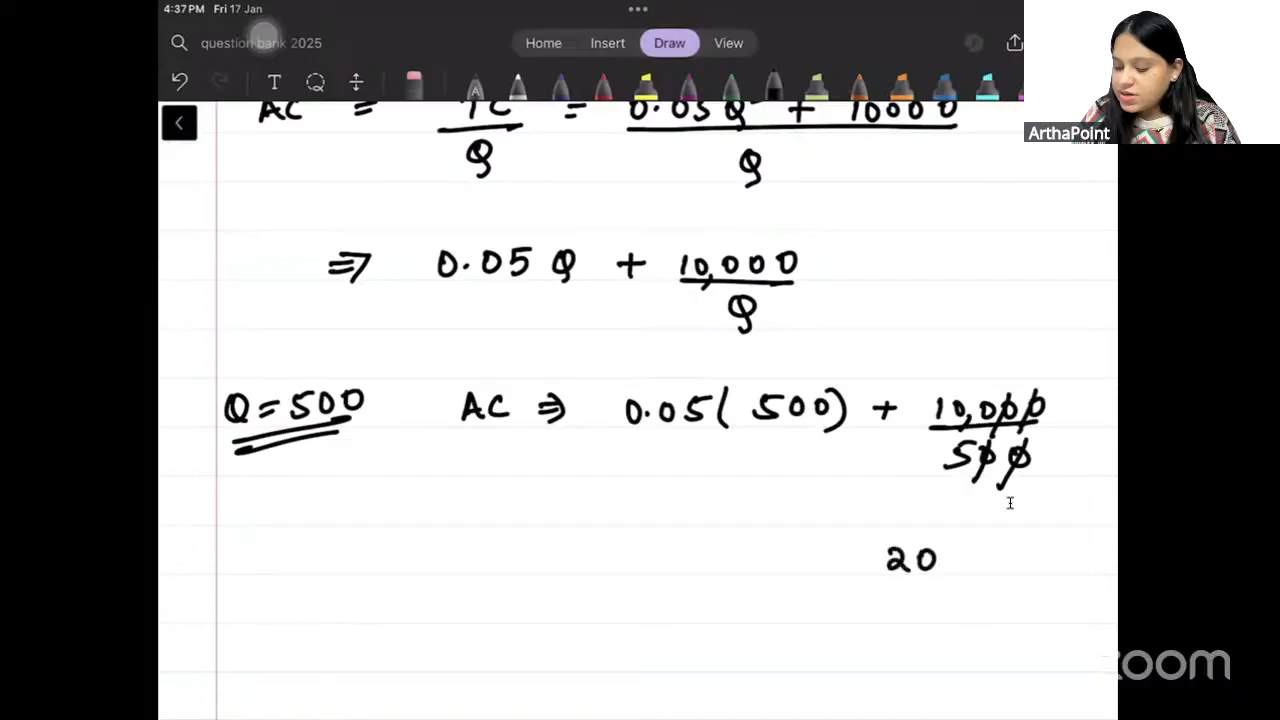 4:37 PM Fri 17 Jan
question bank 2025
Home Insert Draw View
ArthaPoint
AC = TC / Q = 0.05Q² + 10000 / Q
⇒ 0.05 Q + 10,000 / Q
Q = 500 AC ⇒ 0.05 ( 500 ) + 10,000 / 500
20
zoom